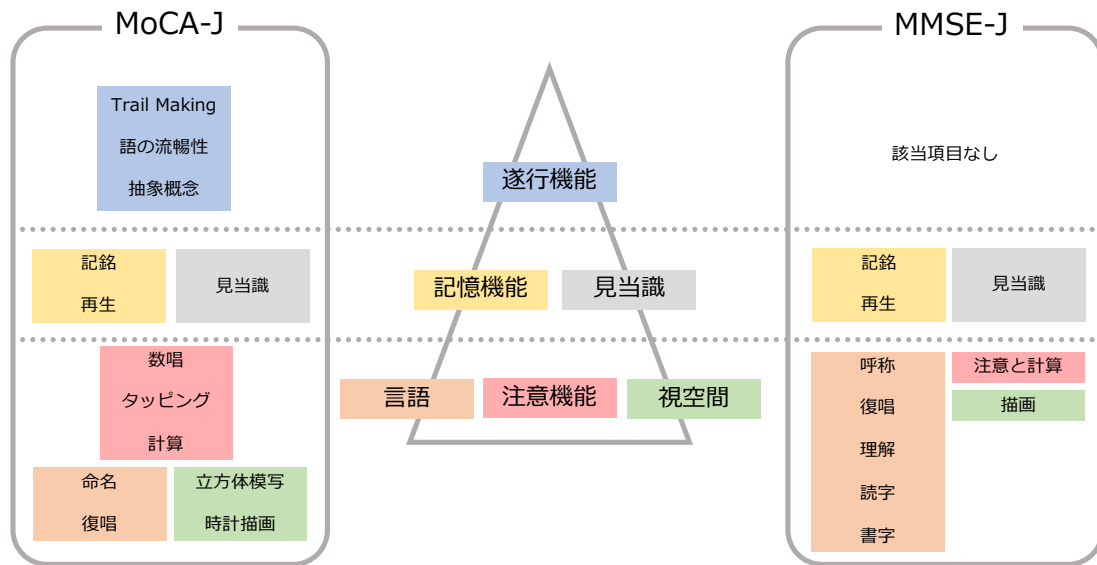 MoCA-J
Trail Making
語の流暢性
抽象概念
記銘
再生
見当識
数唱
タッピング
計算
命名
復唱
立方体模写
時計描画
遂行機能
記憶機能
見当識
言語
注意機能
視空間
MMSE-J
該当項目なし
記銘
再生
見当識
呼称
復唱
理解
読字
書字
注意と計算
描画